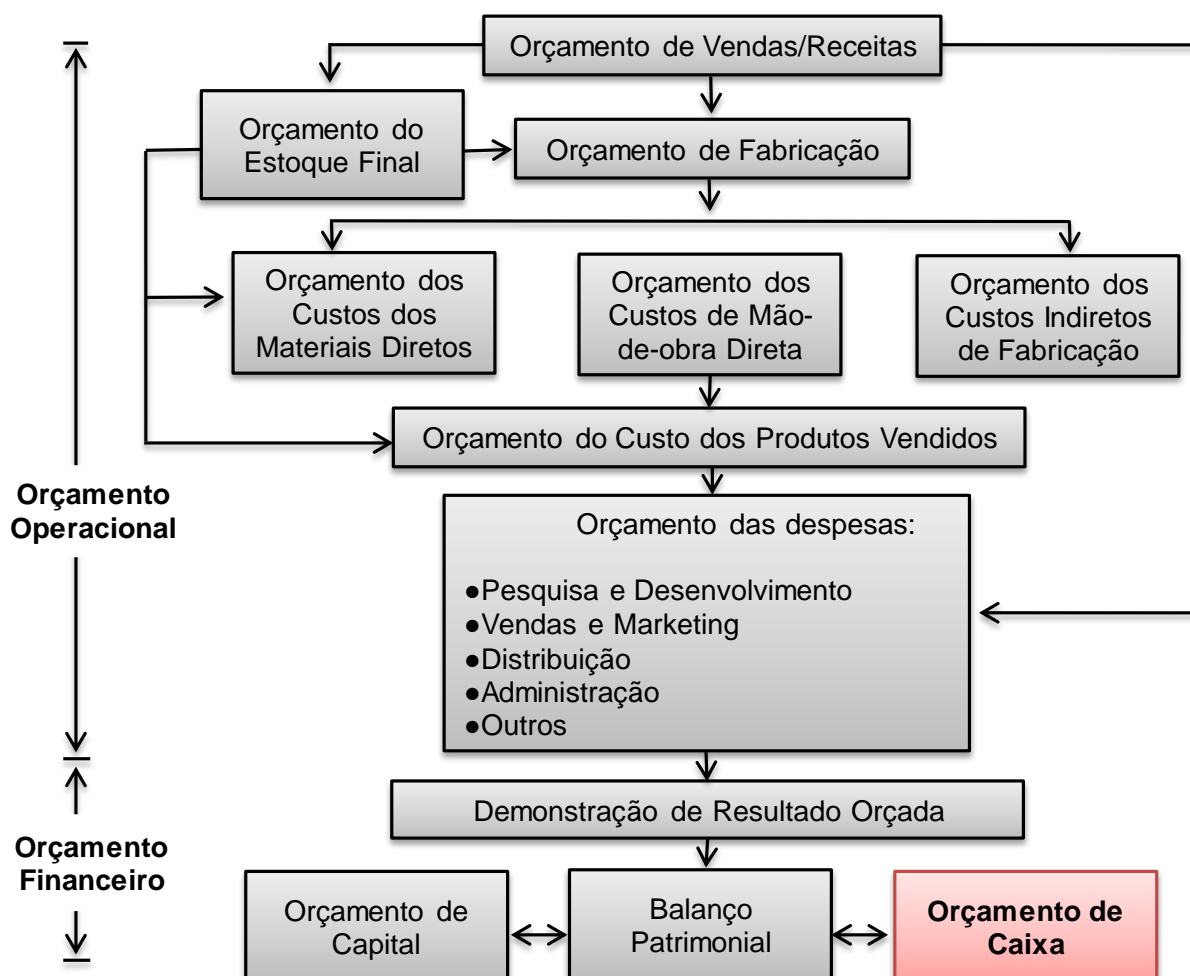 Orçamento de Vendas/Receitas
Orçamento do
Estoque Final
Orçamento de Fabricação
Orçamento dos
Custos dos
Materiais Diretos
Orçamento dos
Custos de Mão-
de-obra Direta
Orçamento dos
Custos Indiretos
de Fabricação
Orçamento do Custo dos Produtos Vendidos
Orçamento
Operacional
Orçamento das despesas:
●Pesquisa e Desenvolvimento
●Vendas e Marketing
●Distribuição
●Administração
●Outros
Demonstração de Resultado Orçada
Orçamento
Financeiro
Orçamento de
Capital
Balanço
Patrimonial
Orçamento de
Caixa